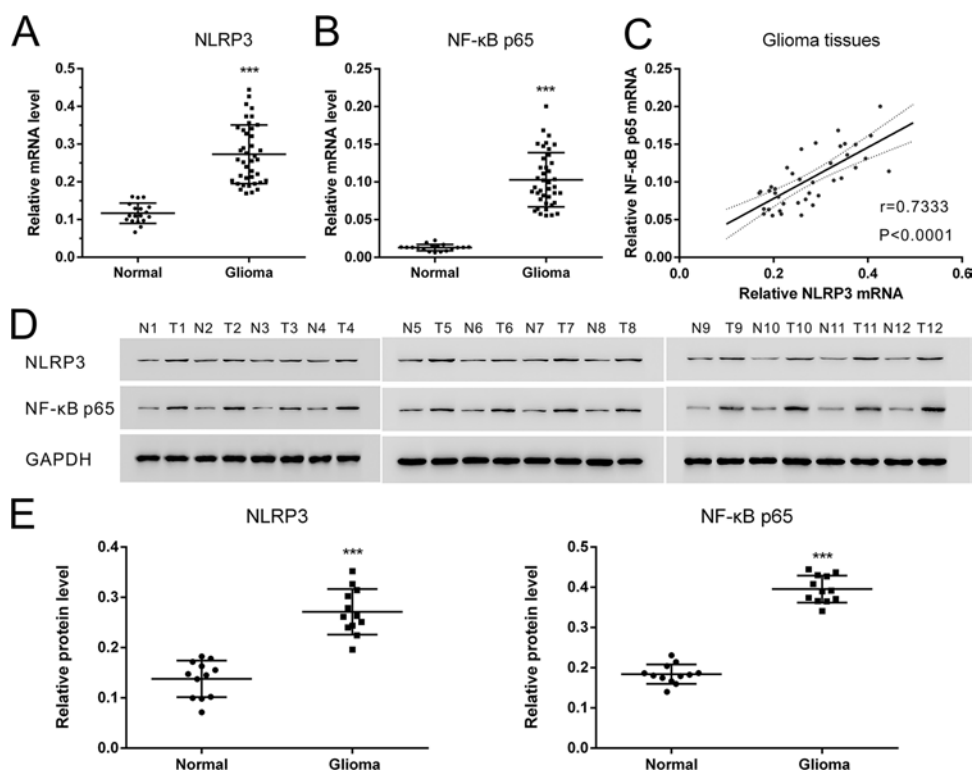 A
NLRP3
Relative mRNA level
0.5
0.4
0.3
0.2
0.1
0.0
***
Normal Glioma
B
NF-κB p65
Relative mRNA level
0.25
0.20
0.15
0.10
0.05
0.00
***
Normal Glioma
C
Glioma tissues
Relative NF-κB p65 mRNA
0.20
0.15
0.10
0.05
0.00
r=0.7333
P<0.0001
0.0 0.2 0.4 0.6
Relative NLRP3 mRNA
D
N1 T1 N2 T2 N3 T3 N4 T4 N5 T5 N6 T6 N7 T7 N8 T8 N9 T9 N10 T10 N11 T11 N12 T12
NLRP3
NF-κB p65
GAPDH
E
NLRP3
Relative protein level
0.4
0.3
0.2
0.1
0.0
***
Normal Glioma
NF-κB p65
Relative protein level
0.5
0.4
0.3
0.2
0.1
0.0
***
Normal Glioma